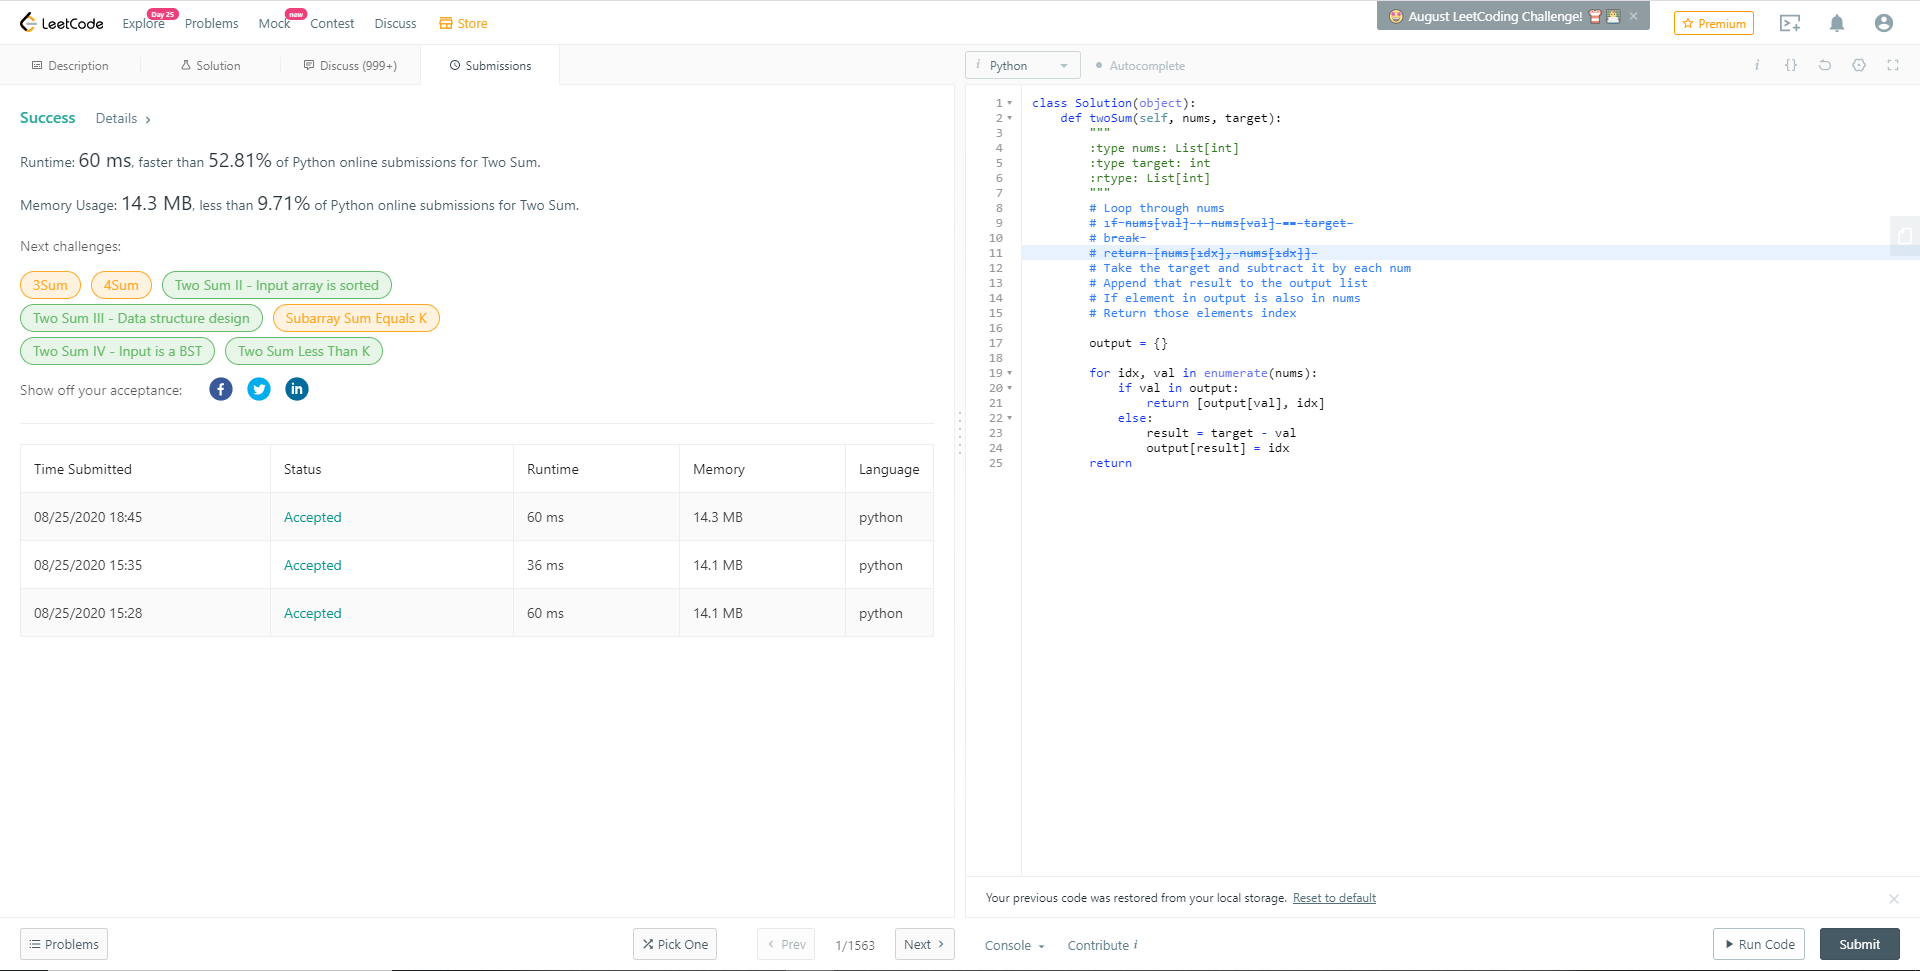 LeetCode Explore Day 25 Problems Mock new Contest Discuss Store August LeetCoding Challenge! Premium
Description Solution Discuss (999+) Submissions
i Python Autocomplete i {}
Success Details
Runtime: 60 ms, faster than 52.81% of Python online submissions for Two Sum.
Memory Usage: 14.3 MB, less than 9.71% of Python online submissions for Two Sum.
Next challenges:
3Sum 4Sum Two Sum II - Input array is sorted
Two Sum III - Data structure design Subarray Sum Equals K
Two Sum IV - Input is a BST Two Sum Less Than K
Show off your acceptance:
Time Submitted Status Runtime Memory Language
08/25/2020 18:45 Accepted 60 ms 14.3 MB python
08/25/2020 15:35 Accepted 36 ms 14.1 MB python
08/25/2020 15:28 Accepted 60 ms 14.1 MB python
1 class Solution(object):
2 def twoSum(self, nums, target):
3 """
4 :type nums: List[int]
5 :type target: int
6 :rtype: List[int]
7 """
8 # Loop through nums
9 # if nums[val] + nums[val] == target
10 # break
11 # return [nums[idx], nums[idx]]
12 # Take the target and subtract it by each num
13 # Append that result to the output list
14 # If element in output is also in nums
15 # Return those elements index
16
17 output = {}
18
19 for idx, val in enumerate(nums):
20 if val in output:
21 return [output[val], idx]
22 else:
23 result = target - val
24 output[result] = idx
25 return
Your previous code was restored from your local storage. Reset to default
Problems Pick One < Prev 1/1563 Next > Console Contribute i Run Code Submit